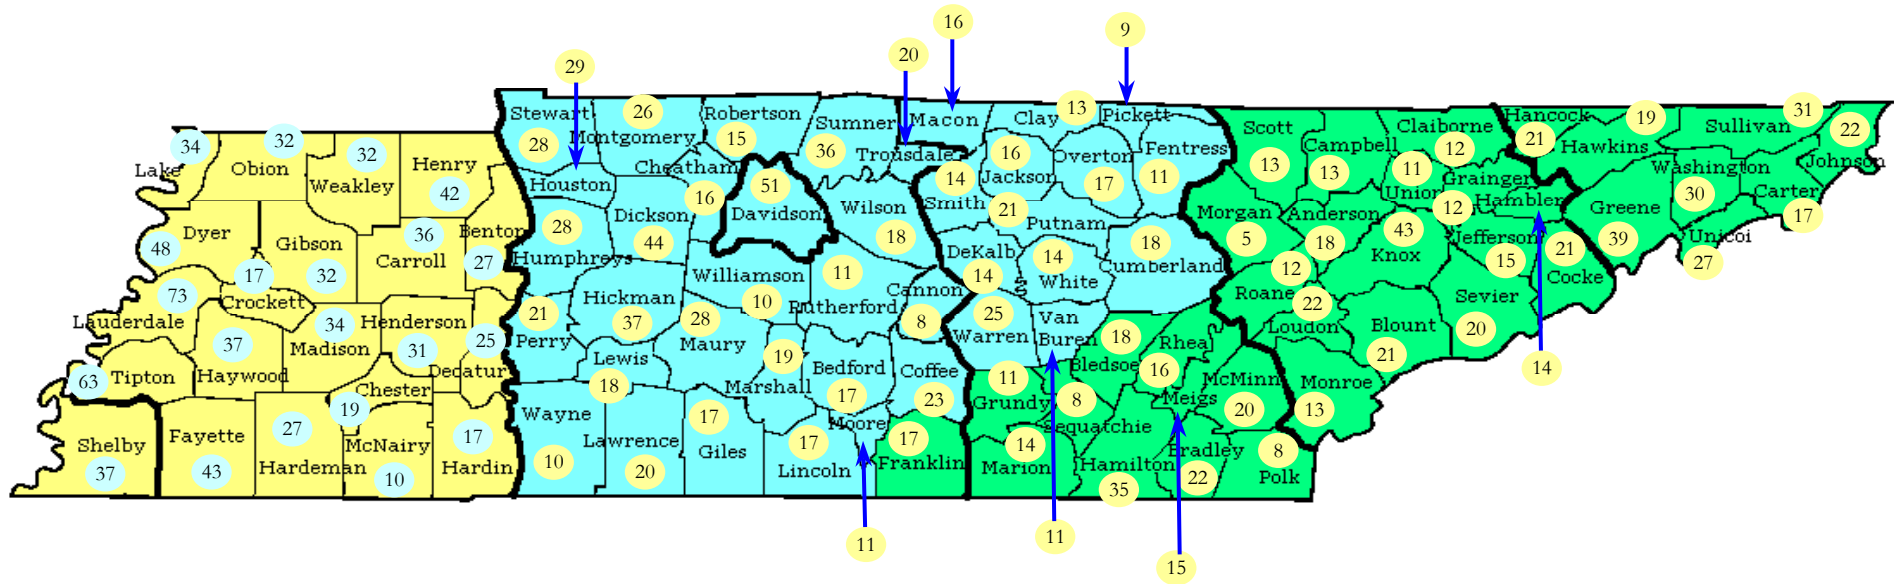 16
9
20
29
Stewart
28
Montgomery
26
Robertson
15
Sumner
36
Trousdale
Macon
Clay
13
Pickett
Fentress
11
Overton
17
16
Jackson
14
Smith
21
Putnam
Houston
Cheatham
16
51
Davidson
Wilson
18
Dickson
44
28
Humphreys
Williamson
10
11
Rutherford
Cannon
8
DeKalb
14
14
White
18
Cumberland
Hickman
37
28
Maury
21
Perry
Lewis
18
19
Marshall
Bedford
17
Coffee
23
25
Warren
Van
Buren
Wayne
10
Lawrence
20
17
Giles
17
Lincoln
Moore
11
17
Franklin
34
Lake
32
Obion
32
Weakley
Henry
42
Dyer
48
Gibson
32
36
Carroll
Benton
27
17
Crockett
73
Lauderdale
37
Haywood
34
Madison
Henderson
31
25
Decatur
63
Tipton
Chester
19
Shelby
37
Fayette
43
27
Hardeman
McNairy
10
17
Hardin
Scott
13
Campbell
13
Claiborne
12
11
Union
Grainger
12
Hamblen
Hancock
21
19
Hawkins
Sullivan
31
22
Johnson
Washington
30
Carter
17
Greene
39
Unicoi
27
Morgan
5
Anderson
18
43
Knox
Jefferson
15
21
Cocke
14
12
Roane
22
Loudon
Blount
21
Sevier
20
18
Bledsoe
Rhea
16
McMinn
20
Meigs
15
Monroe
13
11
Grundy
8
Sequatchie
14
Marion
Hamilton
35
Bradley
22
8
Polk
11